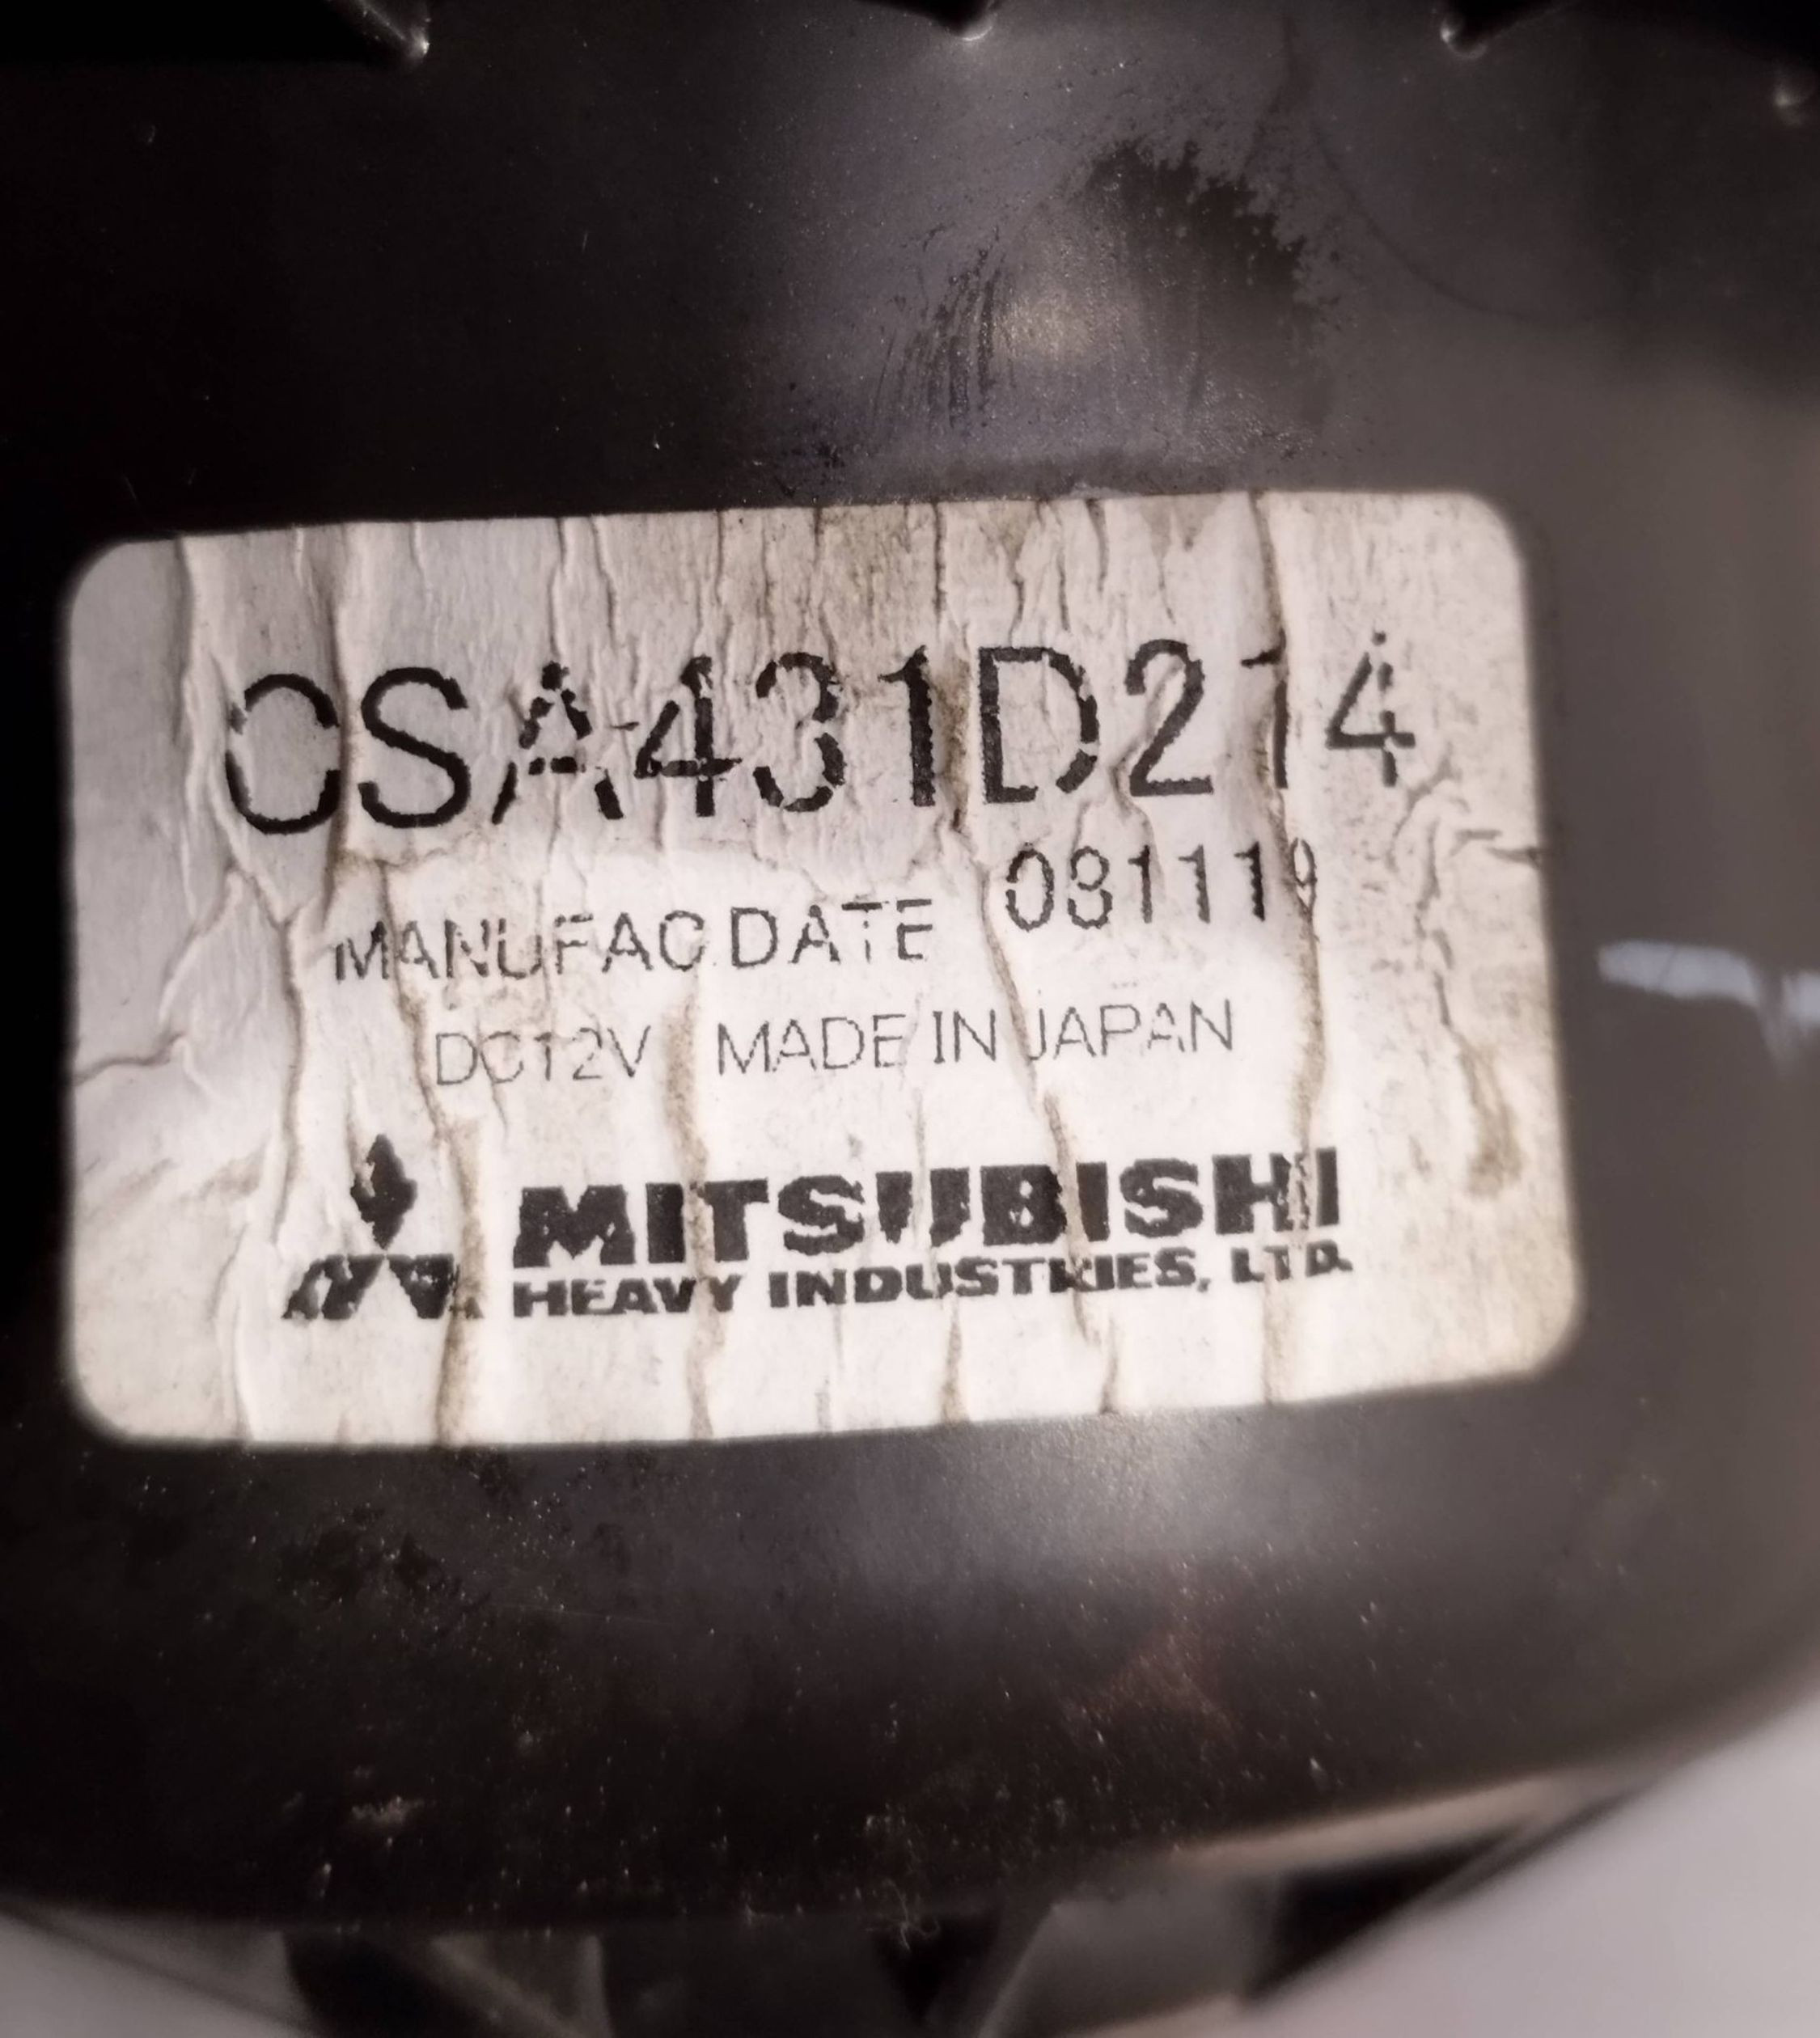 CSA431D214
MANUFAC.DATE 031119
DC12V MADE IN JAPAN
MITSUBISHI
HEAVY INDUSTRIES, LTD.